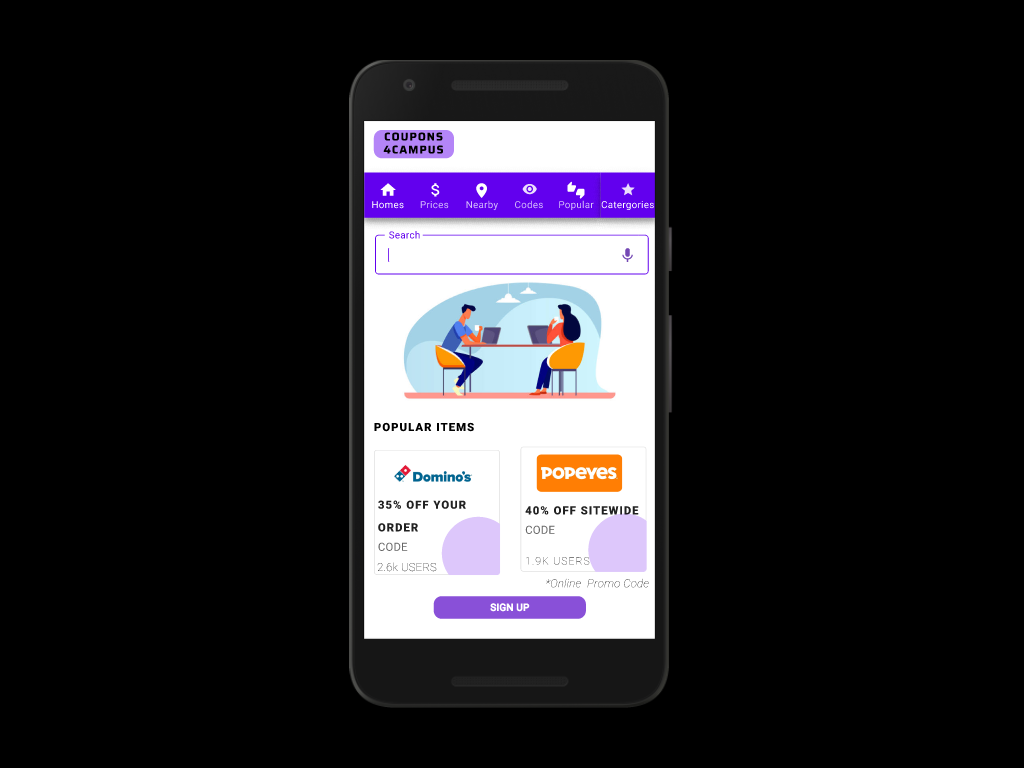 COUPONS
4CAMPUS
Homes Prices Nearby Codes Popular Catergories
Search
POPULAR ITEMS
Domino's
35% OFF YOUR
ORDER
CODE
2.6k USERS
POPEYES
40% OFF SITEWIDE
CODE
1.9K USERS
*Online Promo Code
SIGN UP